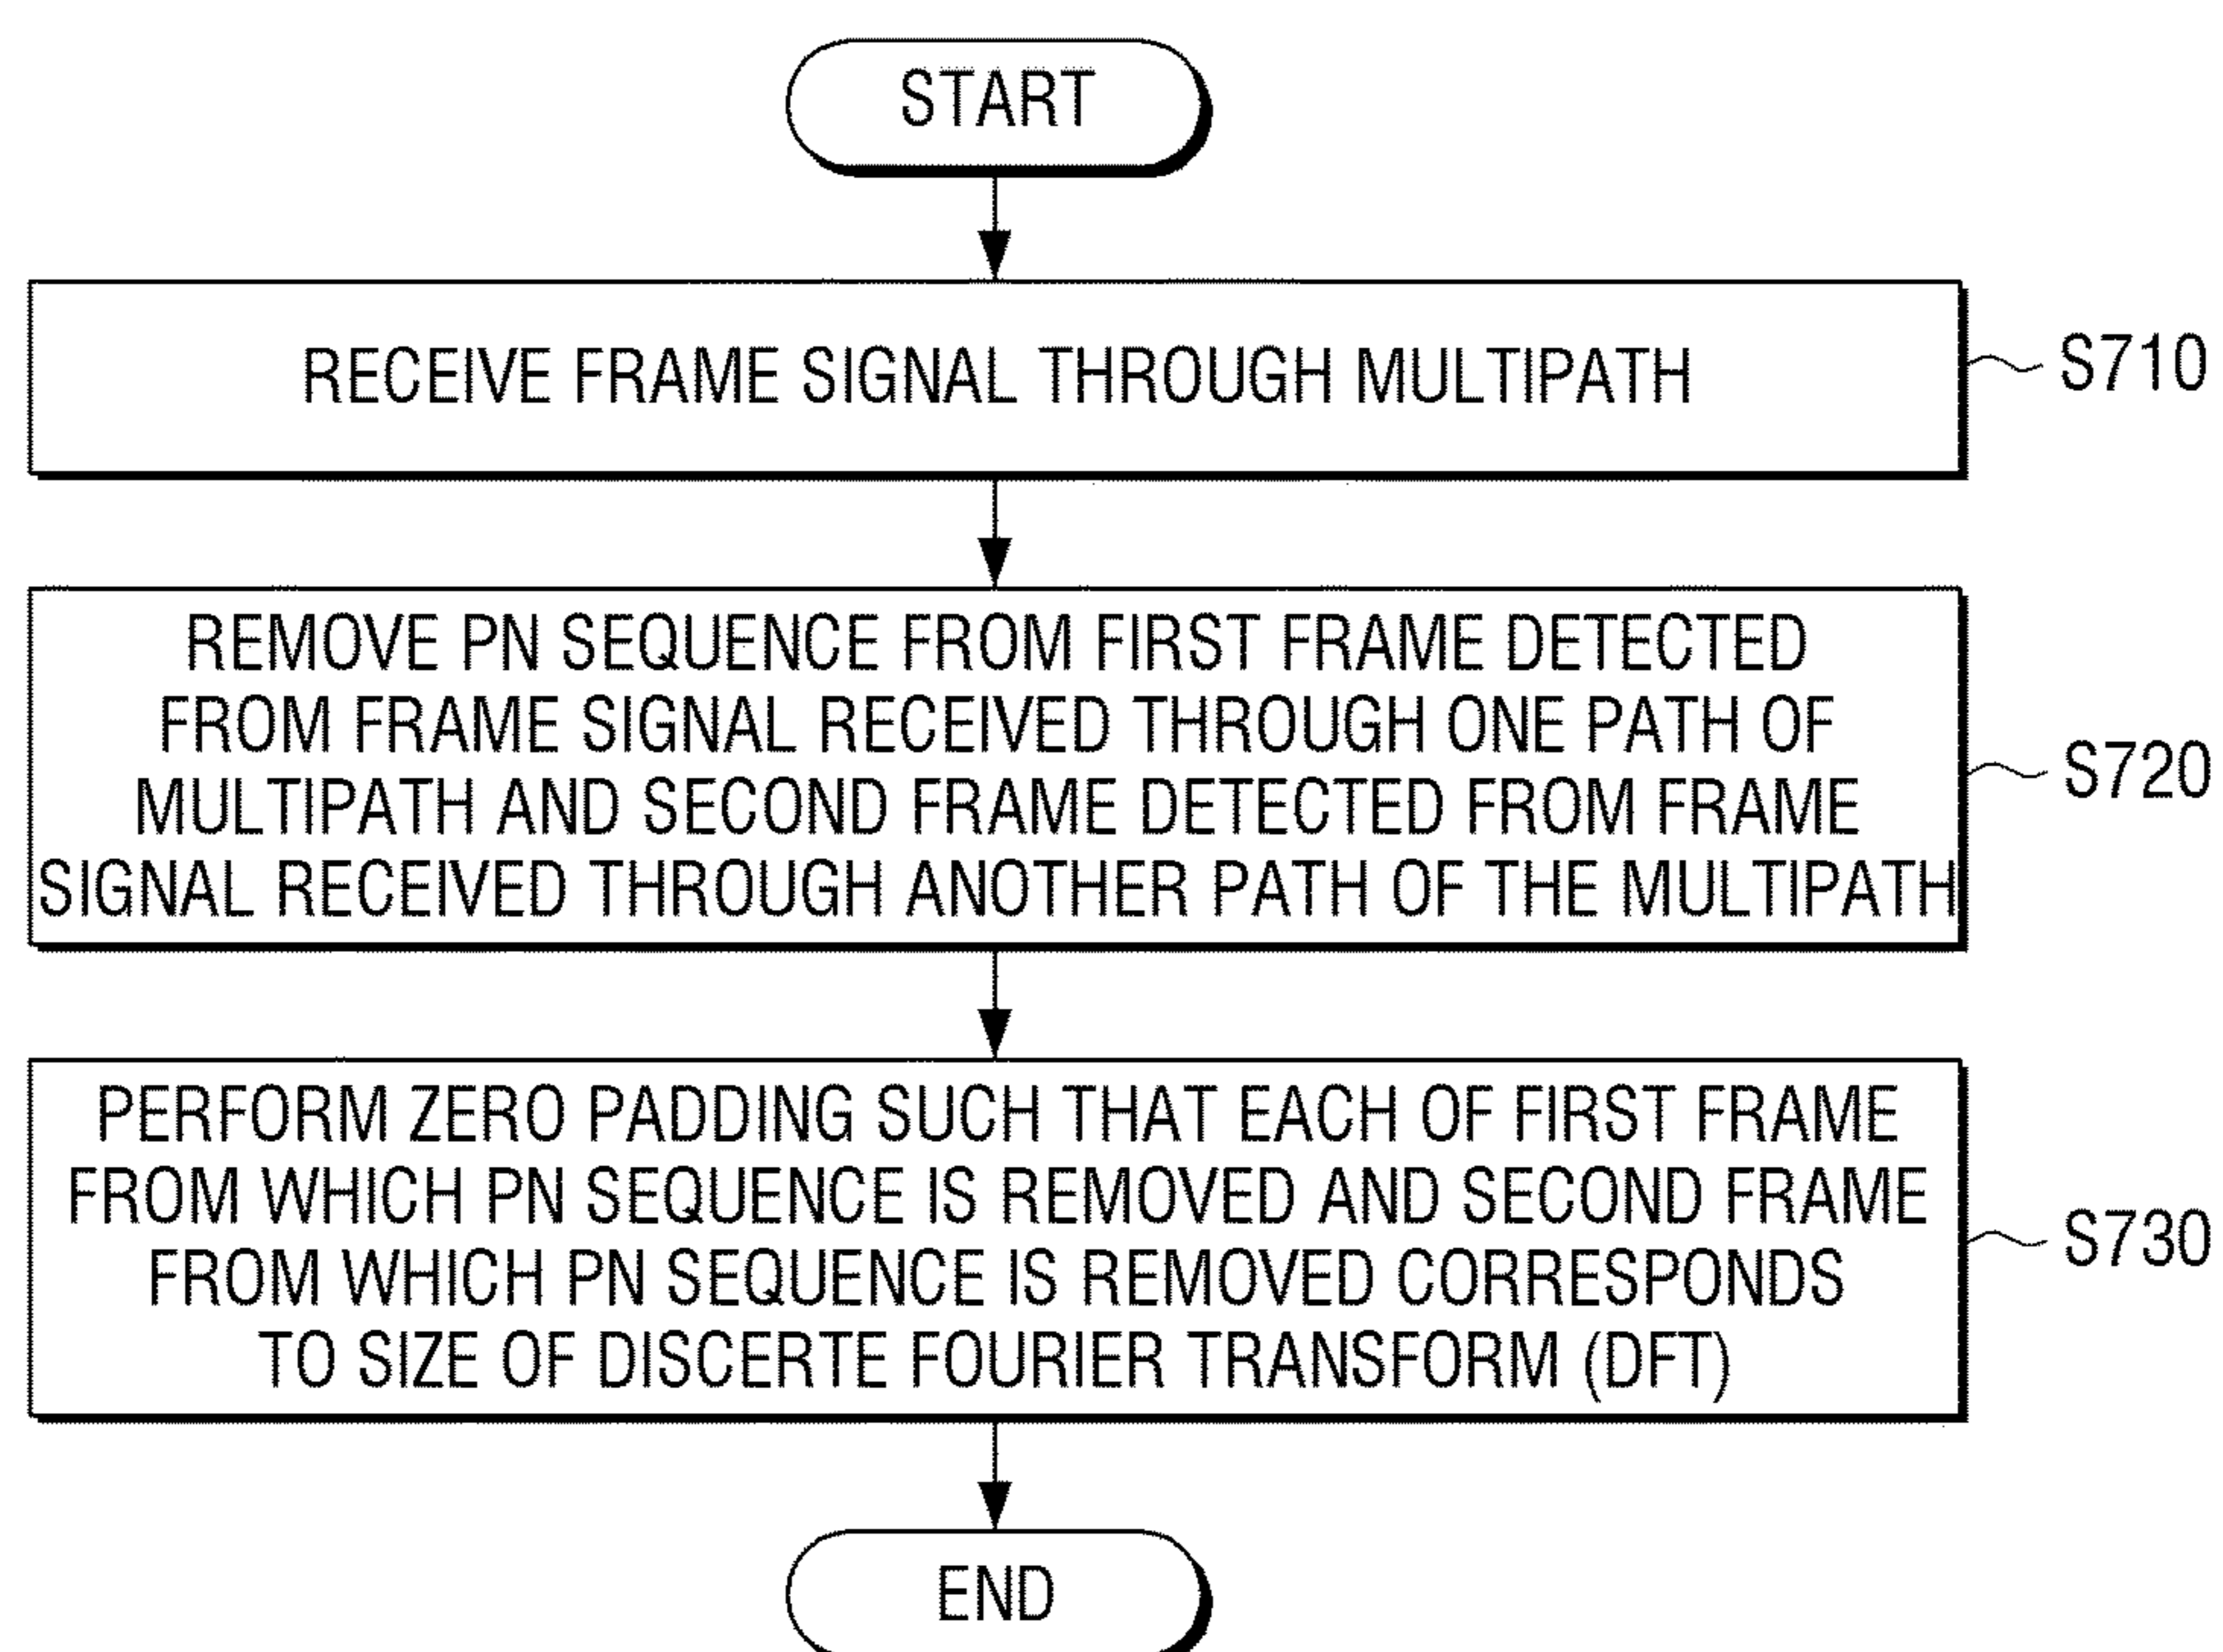 START
RECEIVE FRAME SIGNAL THROUGH MULTIPATH
S710
REMOVE PN SEQUENCE FROM FIRST FRAME DETECTED
FROM FRAME SIGNAL RECEIVED THROUGH ONE PATH OF
MULTIPATH AND SECOND FRAME DETECTED FROM FRAME
SIGNAL RECEIVED THROUGH ANOTHER PATH OF THE MULTIPATH
S720
PERFORM ZERO PADDING SUCH THAT EACH OF FIRST FRAME
FROM WHICH PN SEQUENCE IS REMOVED AND SECOND FRAME
FROM WHICH PN SEQUENCE IS REMOVED CORRESPONDS
TO SIZE OF DISCERTE FOURIER TRANSFORM (DFT)
S730
END